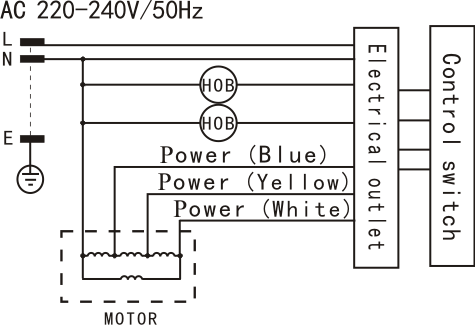 AC 220-240V/50Hz
L
N
E
HOB
HOB
Power (Blue)
Power (Yellow)
Power (White)
Electrical outlet
Control switch
MOTOR